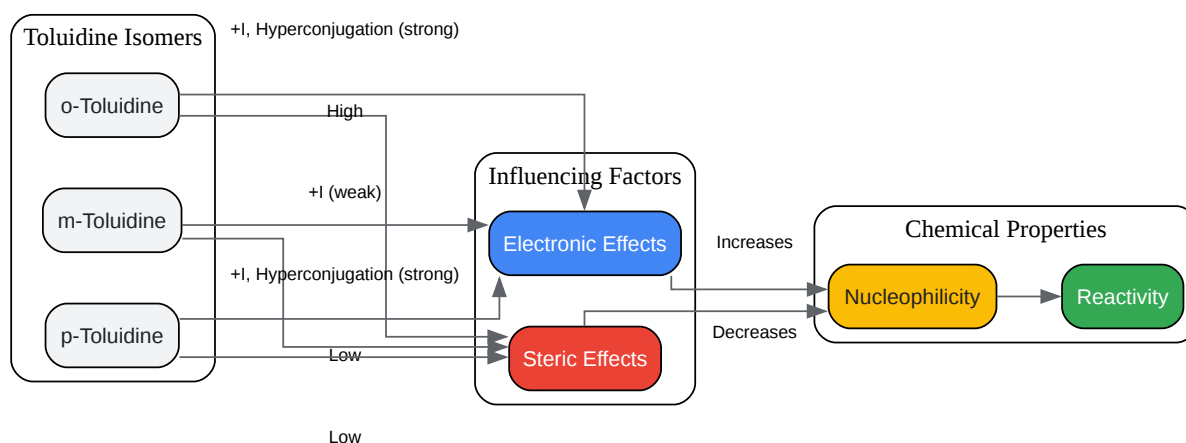 Toluidine Isomers
+I, Hyperconjugation (strong)
o-Toluidine
High
m-Toluidine
+I (weak)
+I, Hyperconjugation (strong)
p-Toluidine
Low
Low
Influencing Factors
Electronic Effects
Steric Effects
Increases
Decreases
Chemical Properties
Nucleophilicity
Reactivity